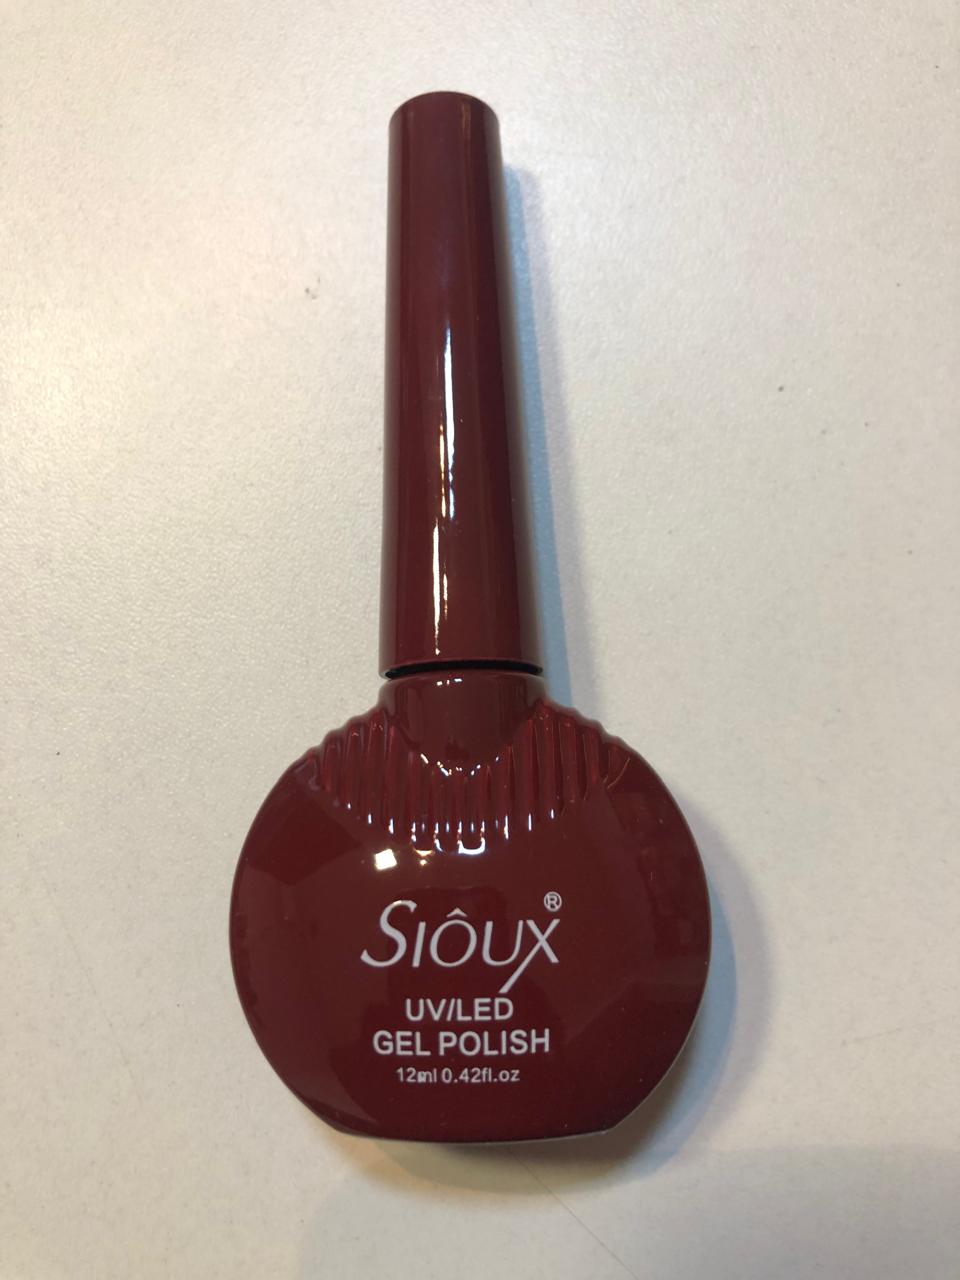 SIÔUX®
UV/LED
GEL POLISH
12ml 0.42fl.oz